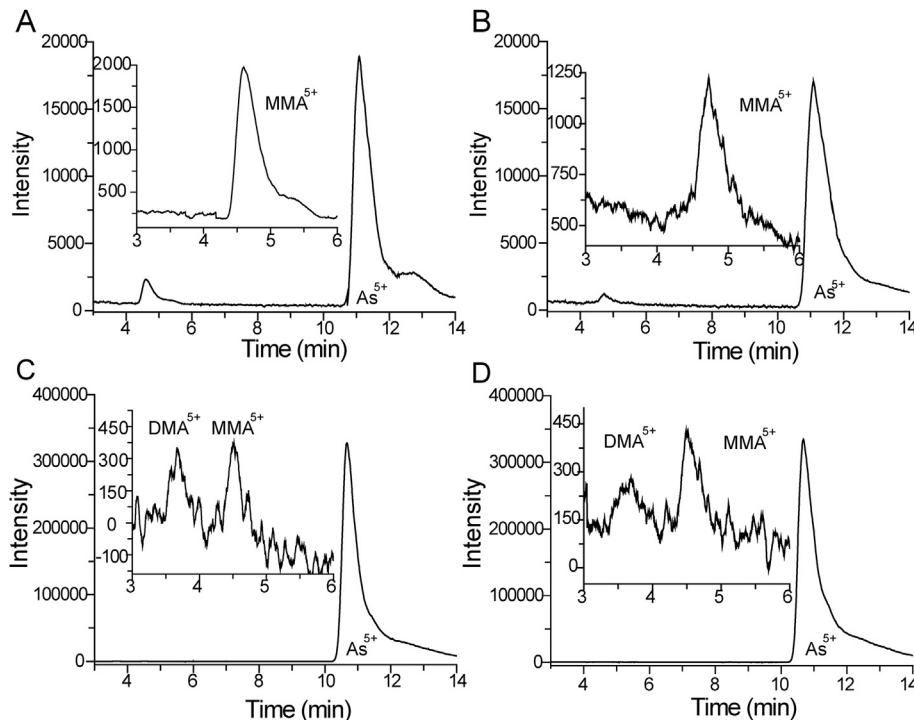 A
20000
15000
10000
5000
0
Intensity
2000
1500
1000
500
3 4 5 6
MMA5+
As5+
4 6 8 10 12 14
Time (min)
B
20000
15000
10000
5000
0
Intensity
1250
1000
750
500
3 4 5 6
MMA5+
As5+
4 6 8 10 12 14
Time (min)
C
400000
300000
200000
100000
0
Intensity
450
300
150
0
-100
3 4 5 6
DMA5+ MMA5+
As5+
4 6 8 10 12 14
Time (min)
D
400000
300000
200000
100000
0
Intensity
450
300
150
0
3 4 5 6
DMA5+ MMA5+
As5+
4 6 8 10 12 14
Time (min)